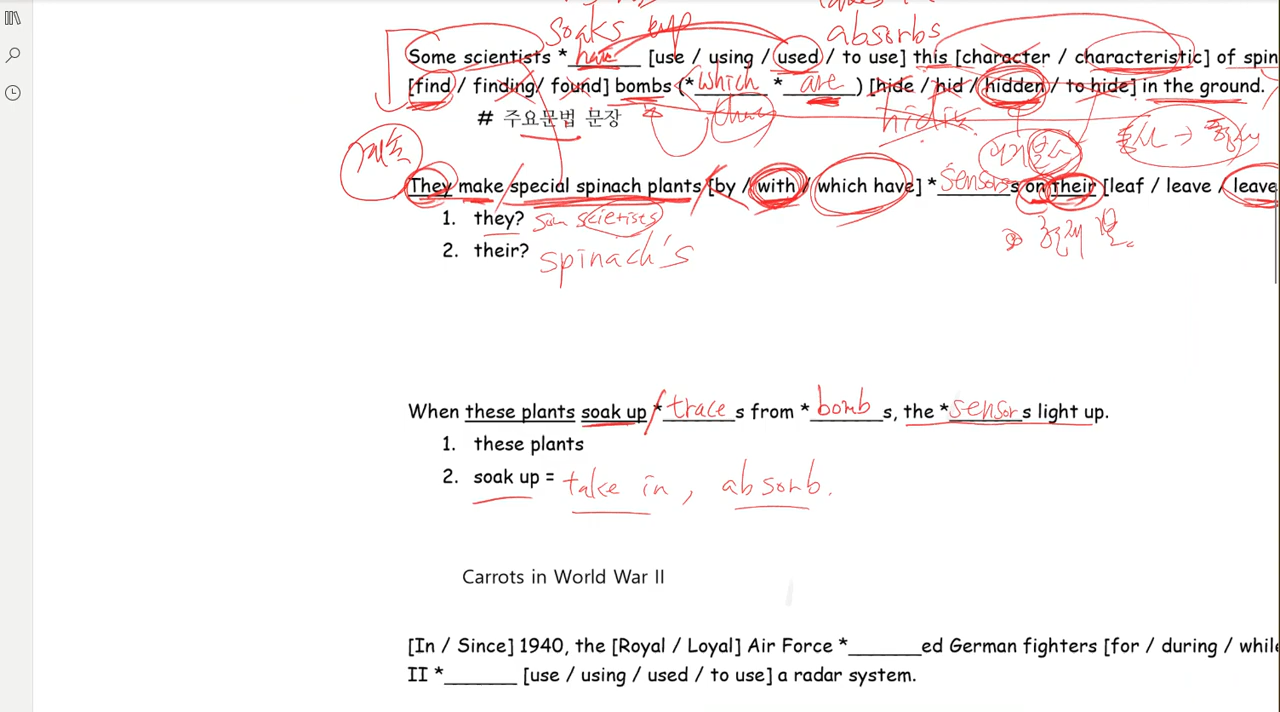 soaks up absorbs
Some scientists *have [use / using / used / to use] this [character / characteristic] of spin
[find / finding/ found] bombs (*which *are ) [hide / hid / hidden / to hide] in the ground.
# 주요문법 문장
They make special spinach plants [by / with / which have] *sensors on their [leaf / leave / leave
1. they?
2. their? spinach's
When these plants soak up *traces from *bombs, the *sensors light up.
1. these plants
2. soak up = take in, absorb.
Carrots in World War II
[In / Since] 1940, the [Royal / Loyal] Air Force *_______ed German fighters [for / during / while
II *_______ [use / using / used / to use] a radar system.